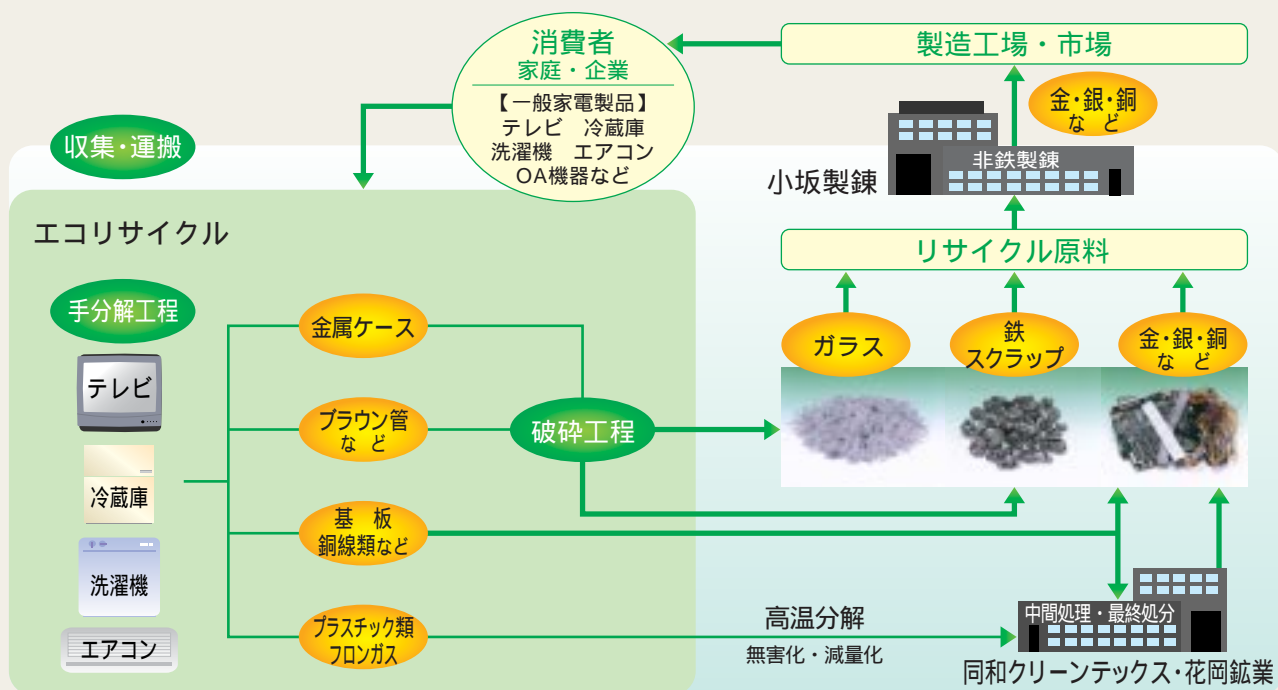 消費者
家庭・企業
【一般家電製品】
テレビ 冷蔵庫
洗濯機 エアコン
OA機器など
製造工場・市場
金・銀・銅
など
収集・運搬
非鉄製錬
小坂製錬
エコリサイクル
リサイクル原料
手分解工程
テレビ
冷蔵庫
洗濯機
エアコン
金属ケース
ブラウン管
など
基 板
銅線類など
プラスチック類
フロンガス
破砕工程
ガラス
鉄
スクラップ
金・銀・銅
など
高温分解
無害化・減量化
中間処理・最終処分
同和クリーンテックス・花岡鉱業